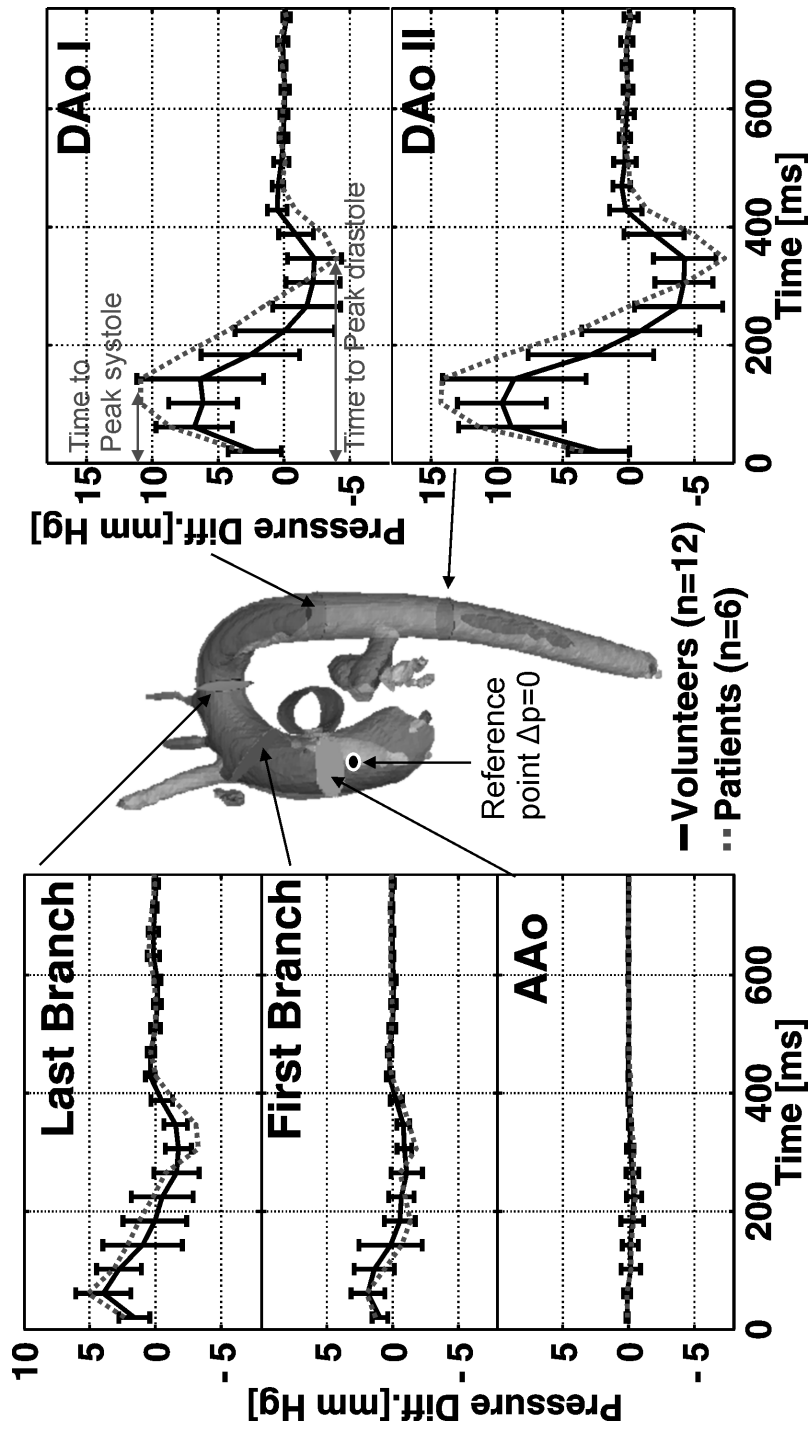 Last Branch
10
5
0
- 5
First Branch
5
0
- 5
AAo
5
0
- 5
0 200 400 600
Time [ms]
Pressure Diff.[mm Hg]
Reference
point Δp=0
Volunteers (n=12)
Patients (n=6)
DAo I
Time to
Peak systole
Time to Peak diastole
15
10
5
0
-5
Pressure Diff.[mm Hg]
DAo II
15
10
5
0
-5
0 200 400 600
Time [ms]